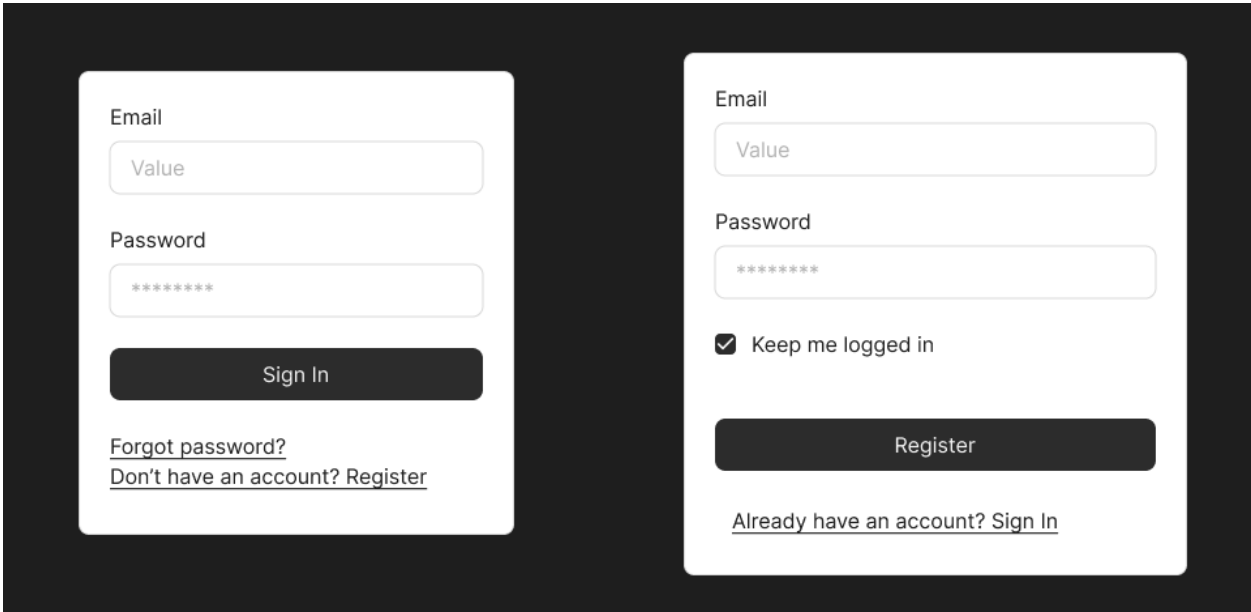 Email
Value
Password
********
Sign In
Forgot password?
Don’t have an account? Register
Email
Value
Password
********
Keep me logged in
Register
Already have an account? Sign In